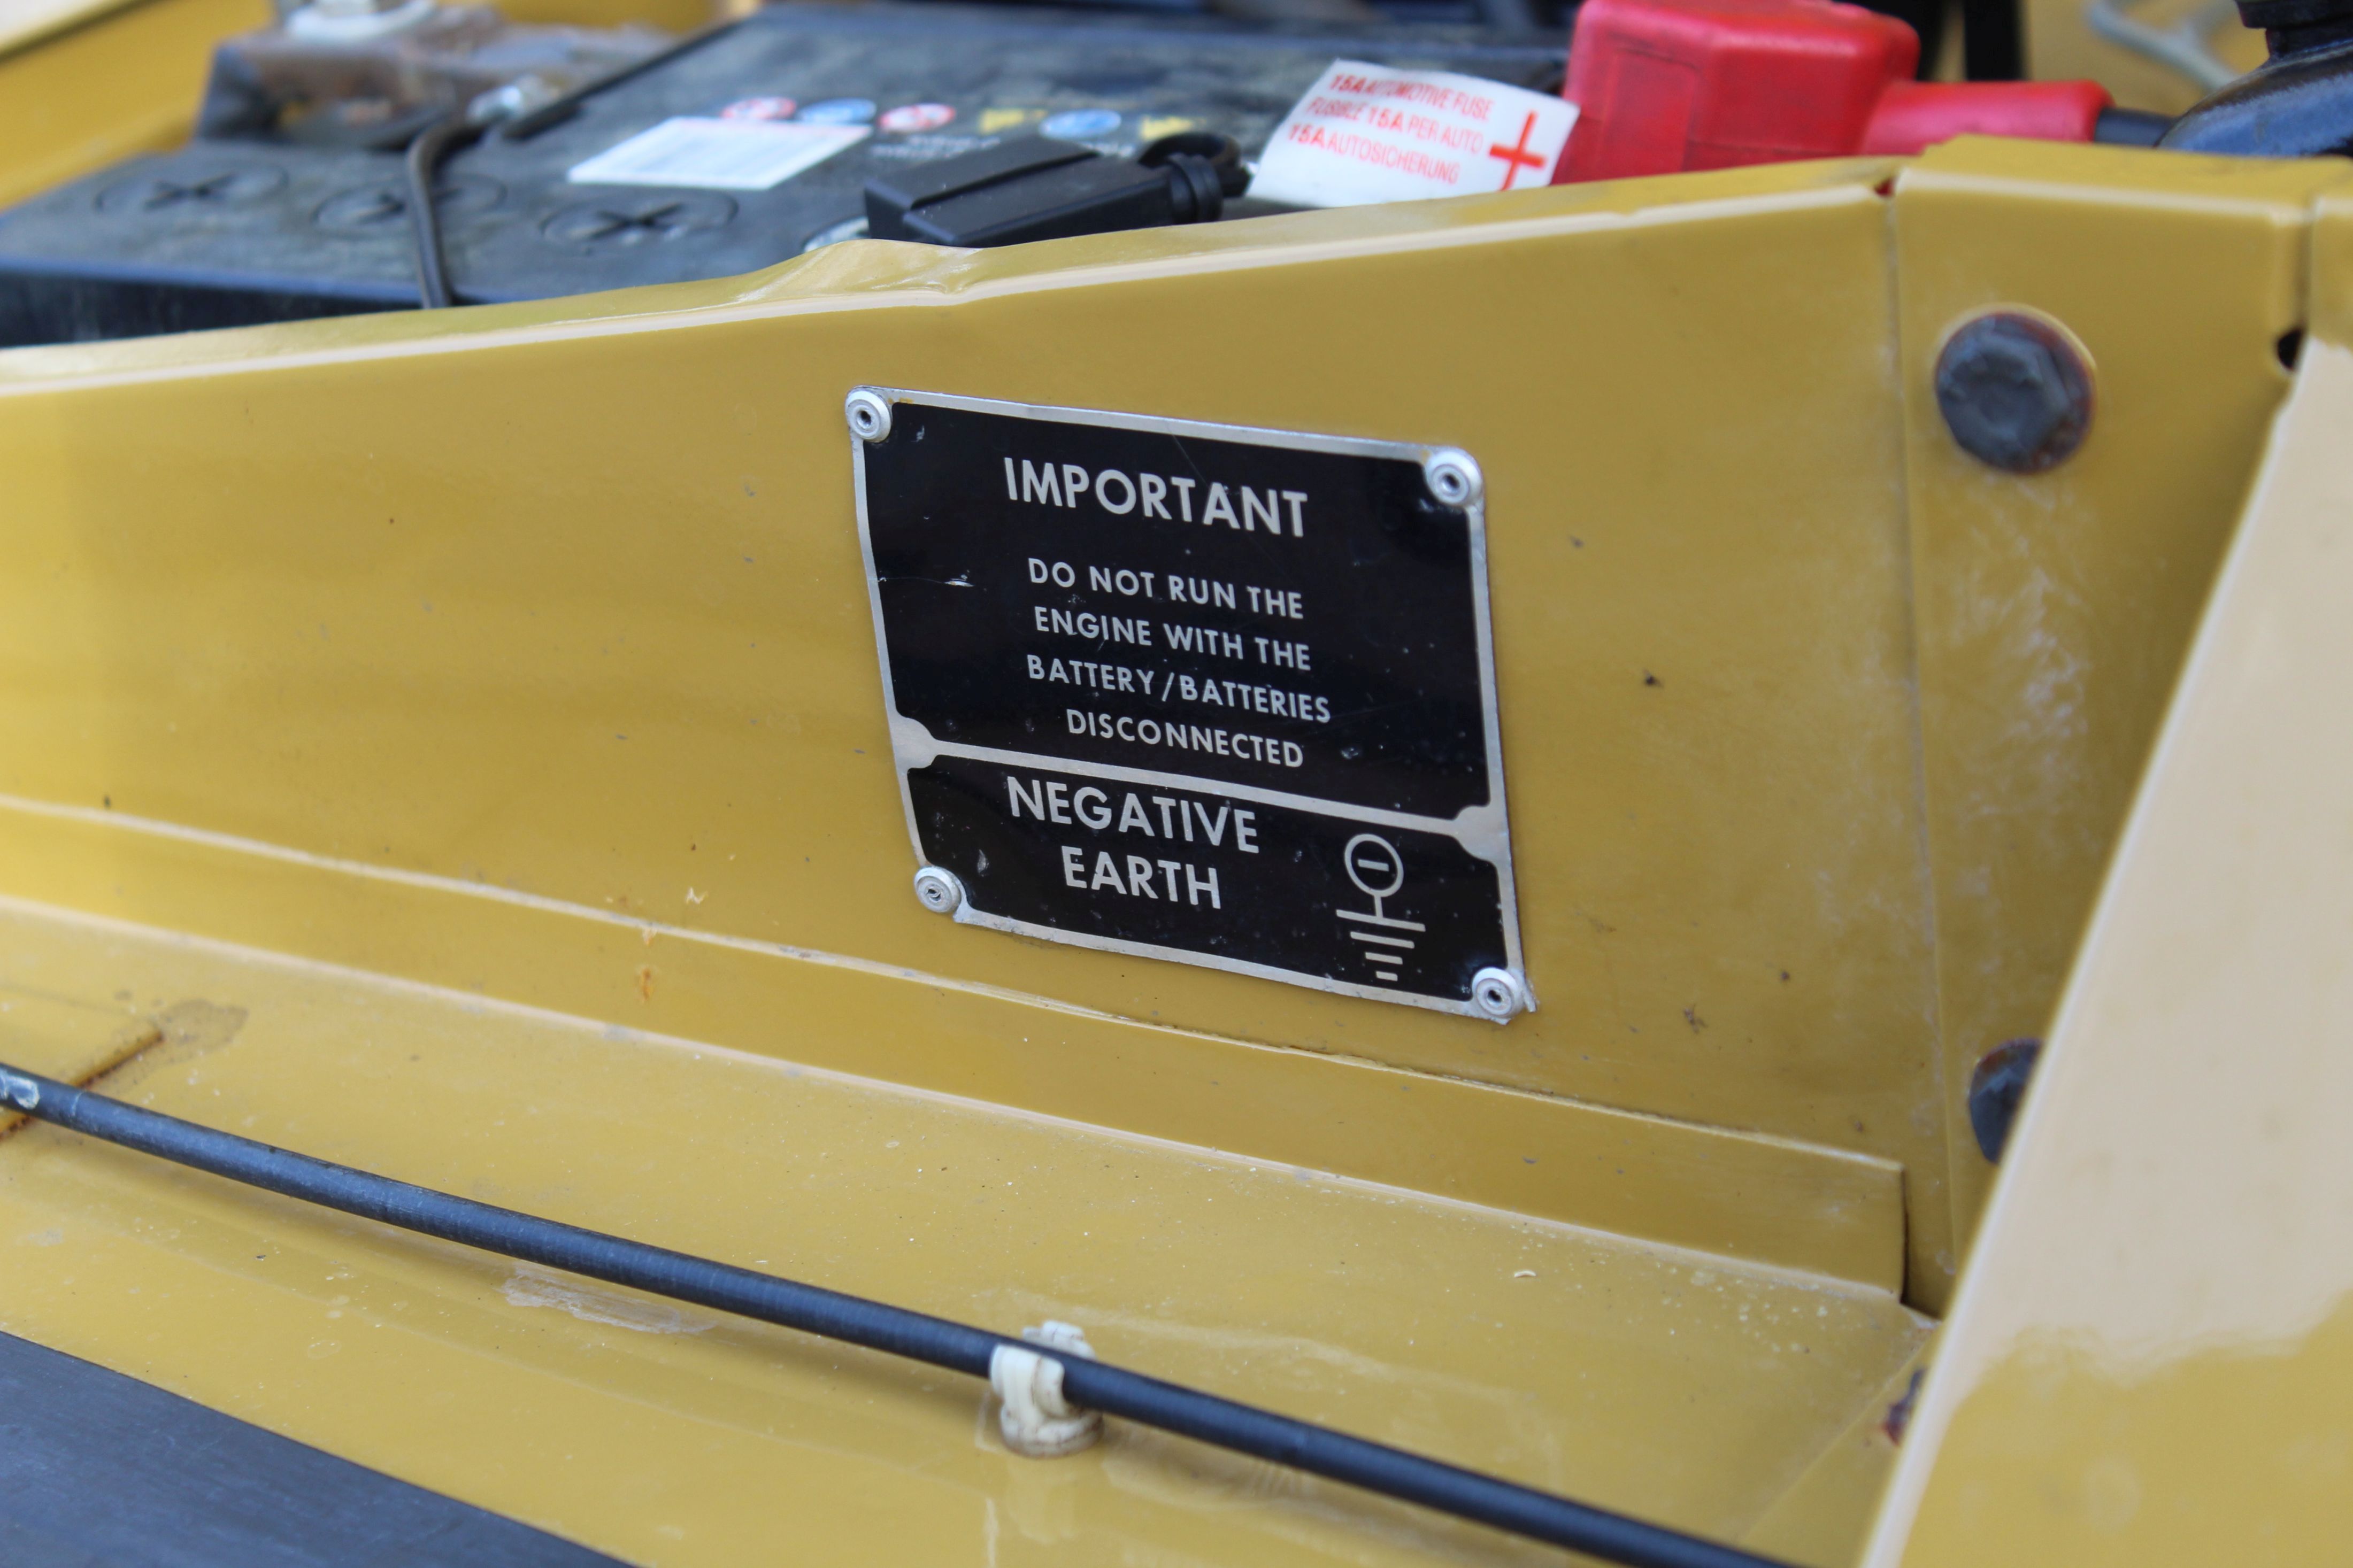 15A AUTOMOTIVE FUSE
FUSIBLE 15A PER AUTO
15A AUTOSICHERUNG
+
IMPORTANT
DO NOT RUN THE
ENGINE WITH THE
BATTERY/BATTERIES
DISCONNECTED
NEGATIVE
EARTH